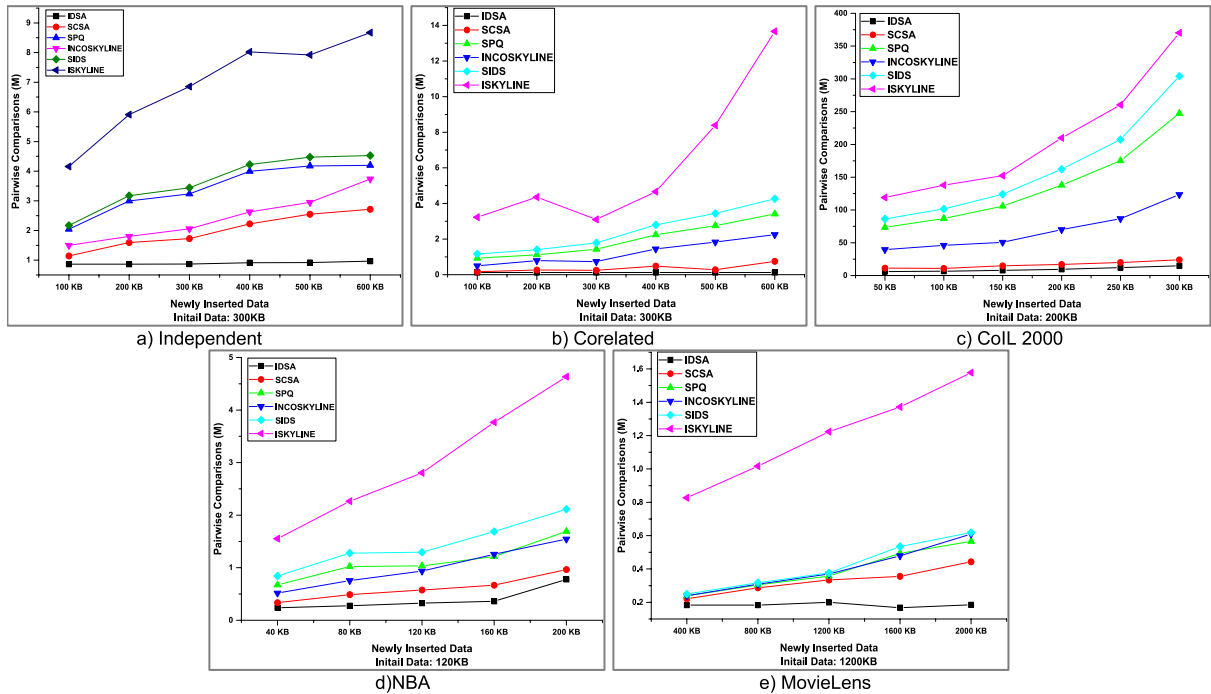 IDSA
SCSA
SPQ
INCOSKYLINE
SIDS
ISKYLINE
Pairwise Comparisons (M)
9
8
7
6
5
4
3
2
1
100 KB 200 KB 300 KB 400 KB 500 KB 600 KB
Newly Inserted Data
Initail Data: 300KB
a) Independent
IDSA
SCSA
SPQ
INCOSKYLINE
SIDS
ISKYLINE
Pairwise Comparisons (M)
14
12
10
8
6
4
2
0
100 KB 200 KB 300 KB 400 KB 500 KB 600 KB
Newly Inserted Data
Initail Data: 300KB
b) Corelated
IDSA
SCSA
SPQ
INCOSKYLINE
SIDS
ISKYLINE
Pairwise Comparisons (M)
400
350
300
250
200
150
100
50
0
50 KB 100 KB 150 KB 200 KB 250 KB 300 KB
Newly Inserted Data
Initail Data: 200KB
c) CoIL 2000
IDSA
SCSA
SPQ
INCOSKYLINE
SIDS
ISKYLINE
Pairwise Comparisons (M)
5
4
3
2
1
0
40 KB 80 KB 120 KB 160 KB 200 KB
Newly Inserted Data
Initail Data: 120KB
d)NBA
IDSA
SCSA
SPQ
INCOSKYLINE
SIDS
ISKYLINE
Pairwise Comparisons (M)
1,6
1,4
1,2
1,0
0,8
0,6
0,4
0,2
400 KB 800 KB 1200 KB 1600 KB 2000 KB
Newly Inserted Data
Initail Data: 1200KB
e) MovieLens